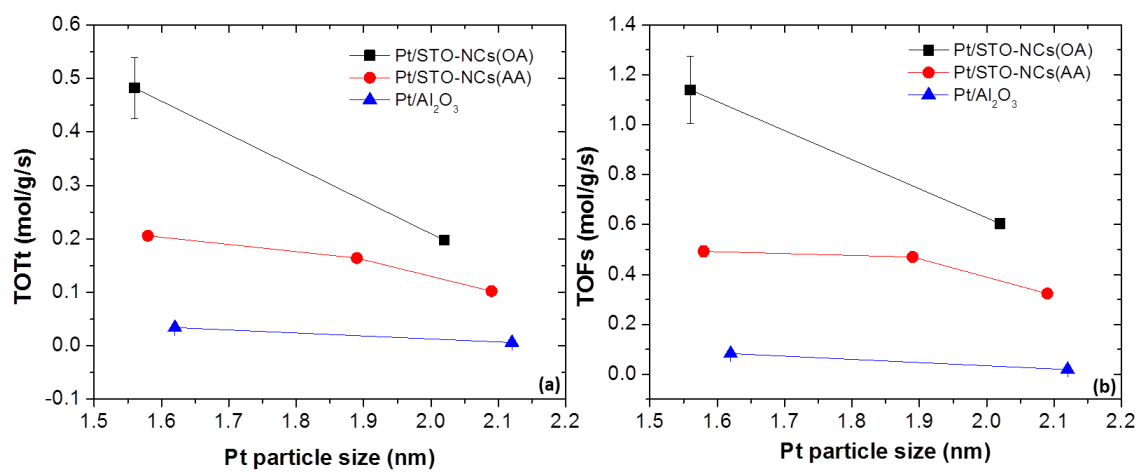 0.6
0.5
0.4
0.3
0.2
0.1
0.0
-0.1
TOTt (mol/g/s)
Pt/STO-NCs(OA)
Pt/STO-NCs(AA)
Pt/Al₂O₃
(a)
1.5 1.6 1.7 1.8 1.9 2.0 2.1 2.2
Pt particle size (nm)
1.4
1.2
1.0
0.8
0.6
0.4
0.2
0.0
TOFs (mol/g/s)
Pt/STO-NCs(OA)
Pt/STO-NCs(AA)
Pt/Al₂O₃
(b)
1.5 1.6 1.7 1.8 1.9 2.0 2.1 2.2
Pt particle size (nm)